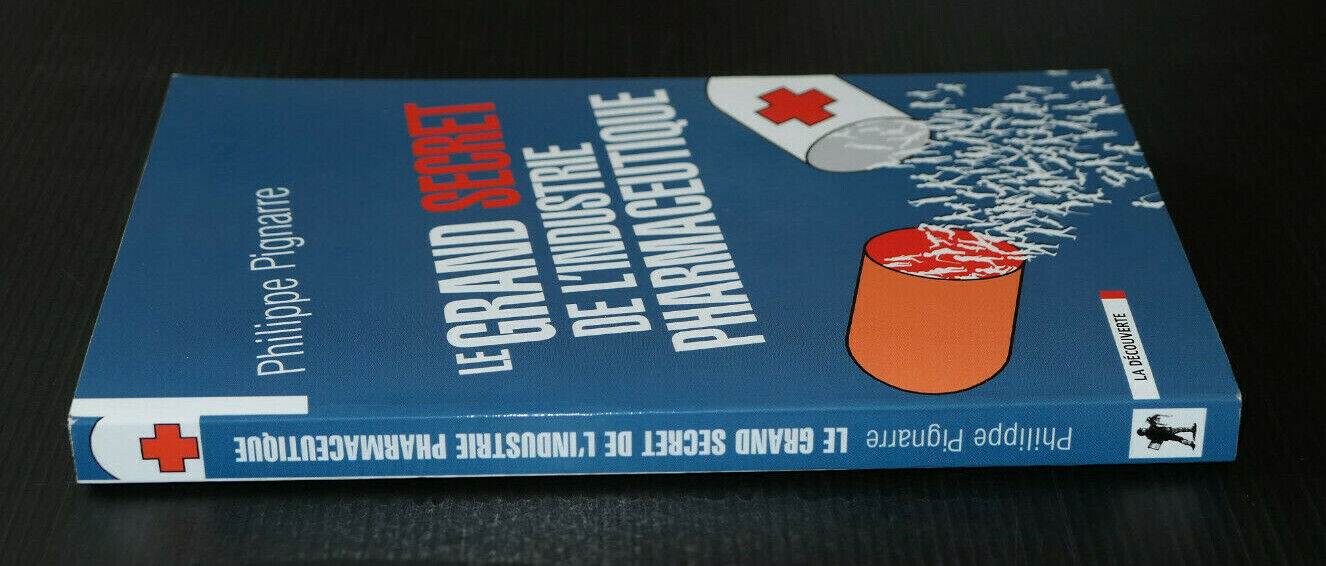 Philippe Pignarre
LE GRAND SECRET
DE L'INDUSTRIE
PHARMACEUTIQUE
LA DÉCOUVERTE
Philippe Pignarre LE GRAND SECRET DE L'INDUSTRIE PHARMACEUTIQUE